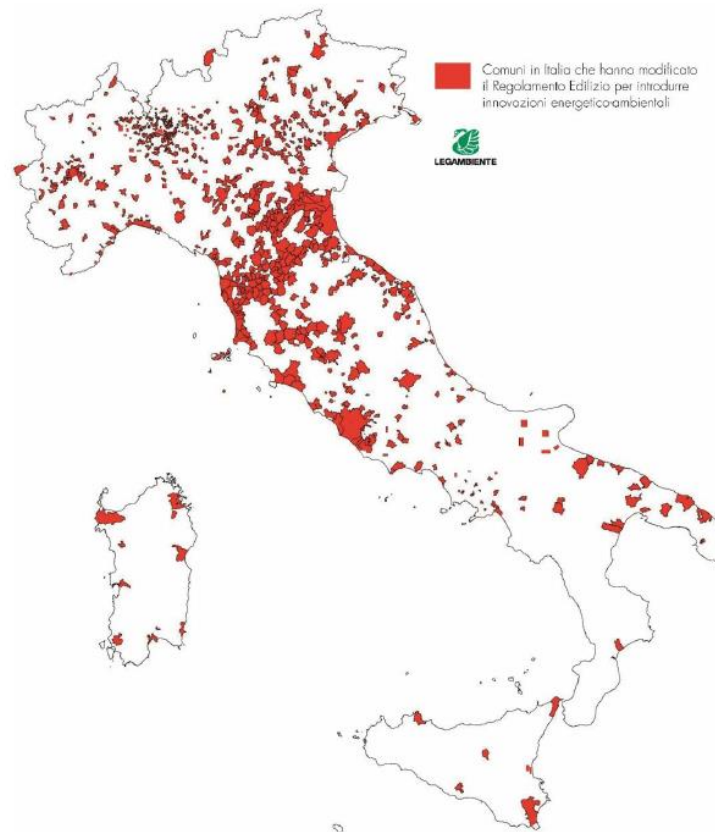 Comuni in Italia che hanno modificato
il Regolamento Edilizio per introdurre
innovazioni energetico-ambientali
LEGAMBIENTE